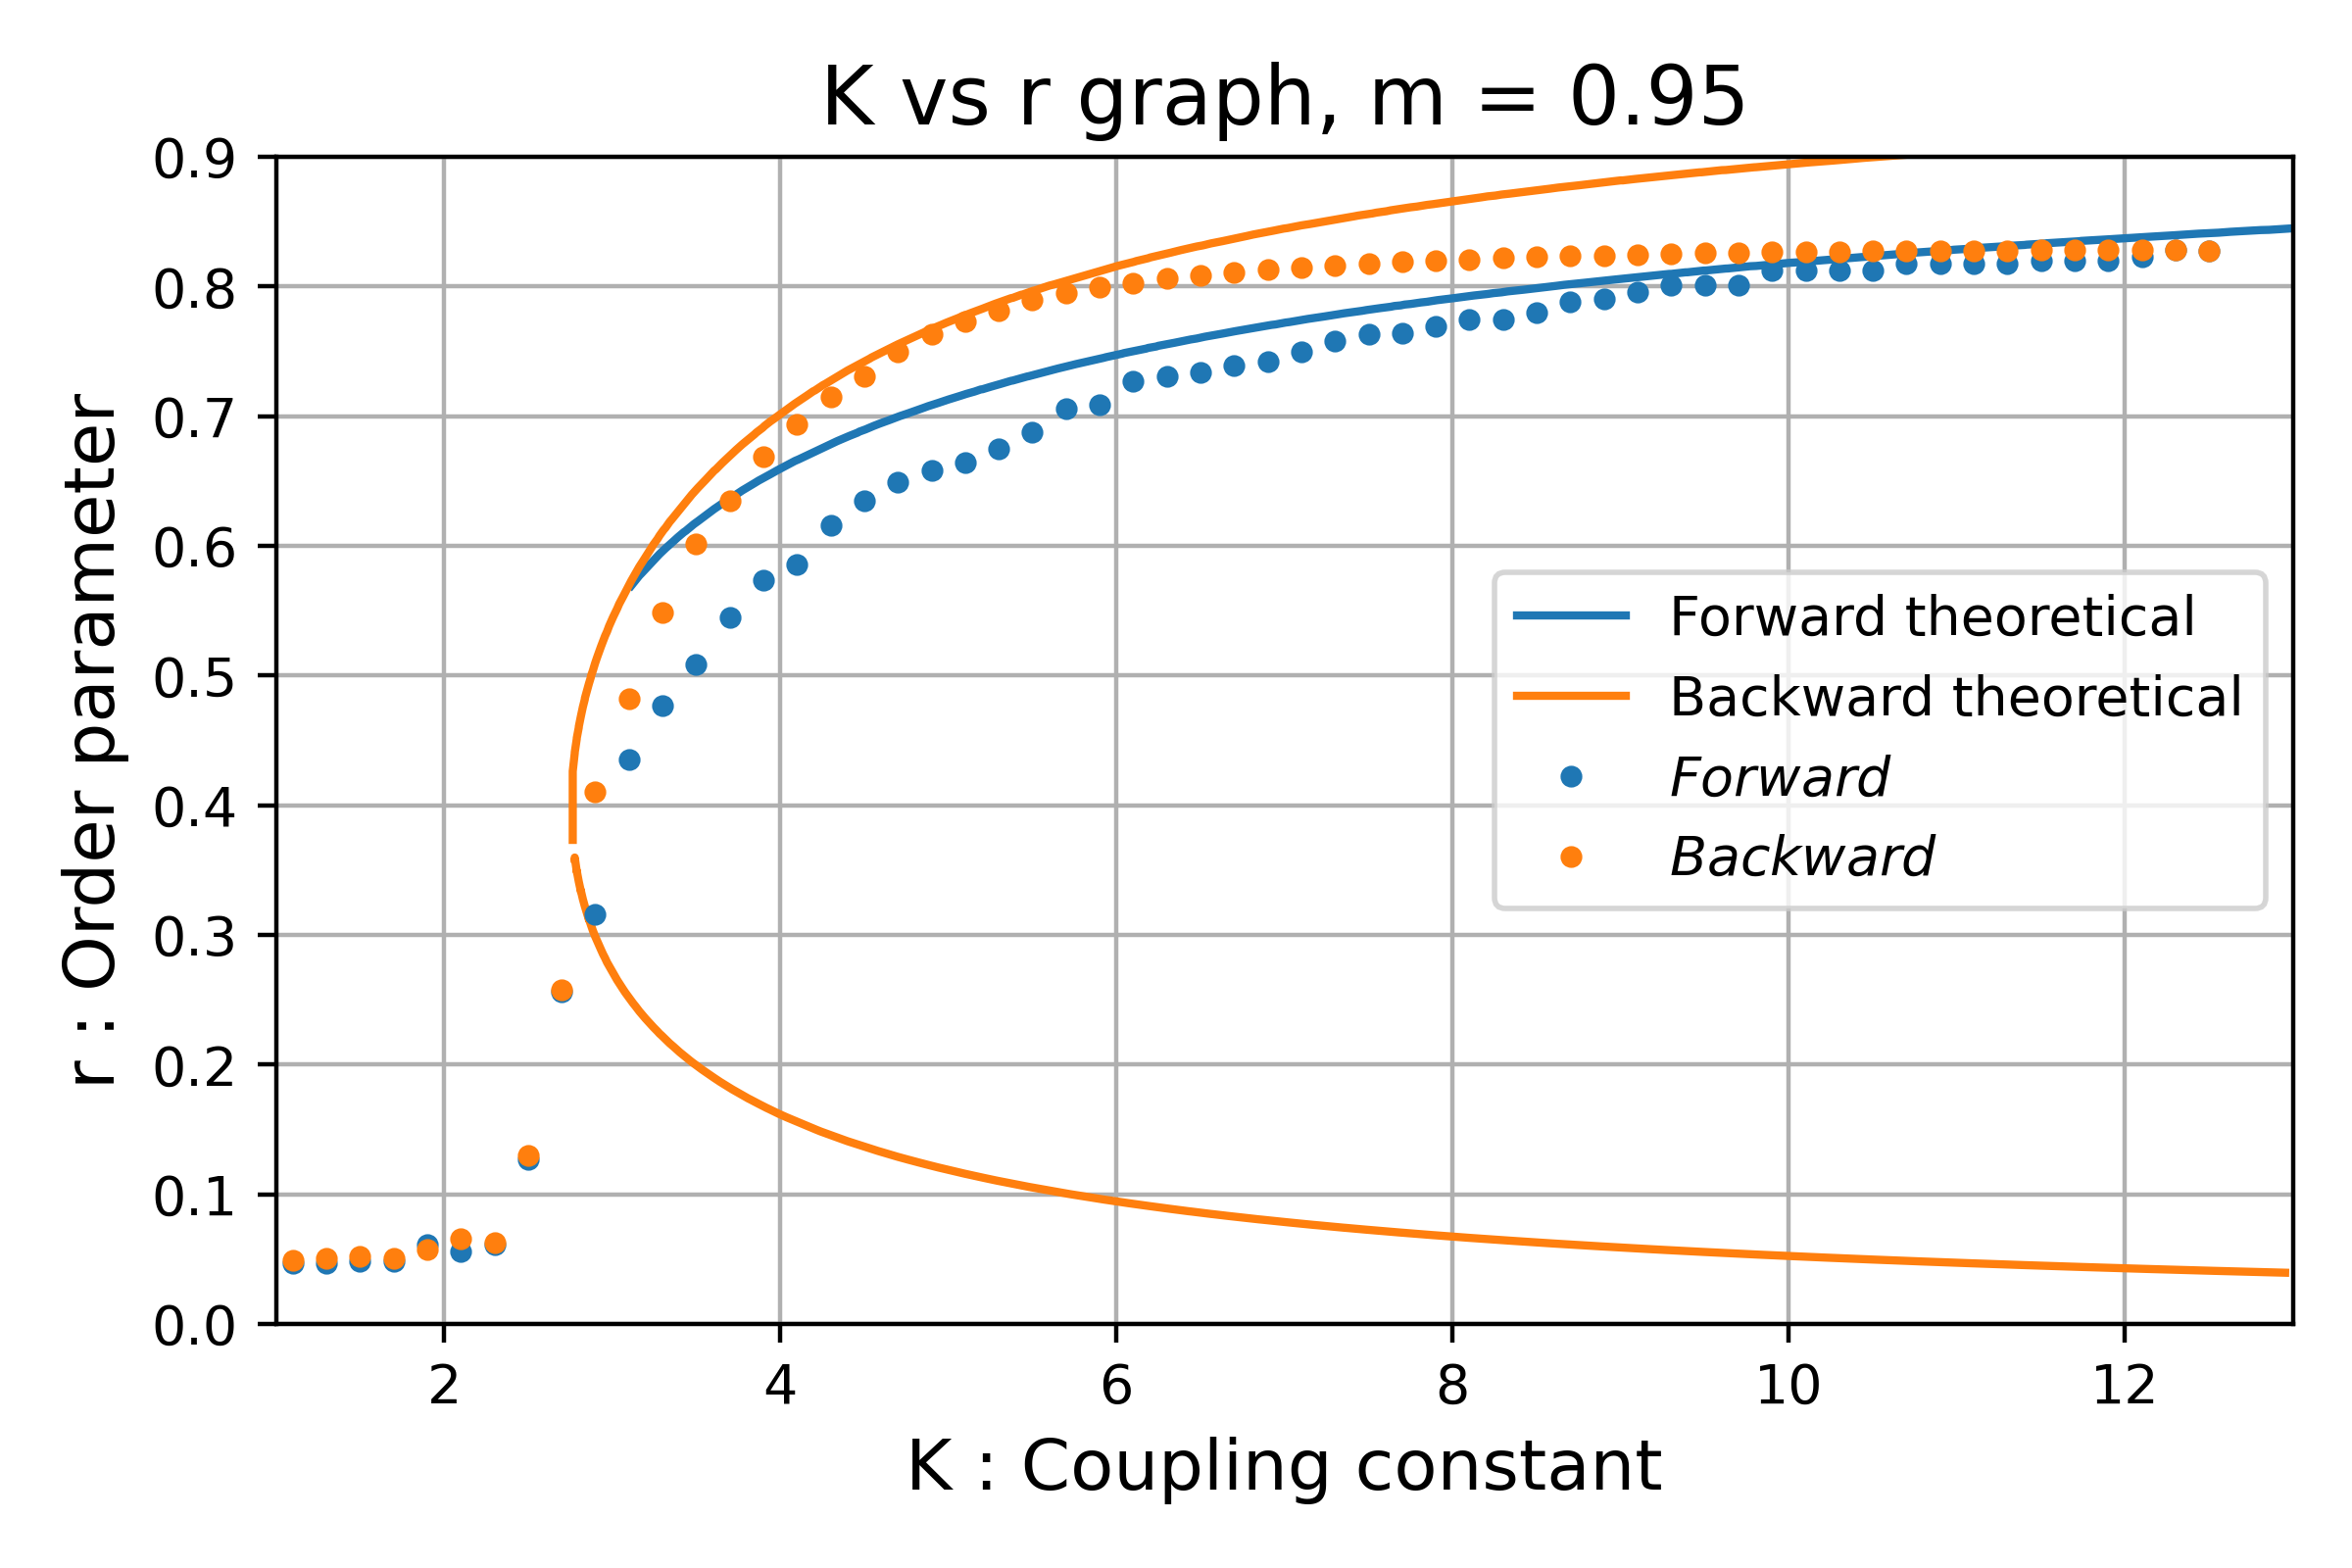 K vs r graph, m = 0.95
0.9
0.8
0.7
0.6
0.5
0.4
0.3
0.2
0.1
0.0
r : Order parameter
Forward theoretical
Backward theoretical
Forward
Backward
2 4 6 8 10 12
K : Coupling constant